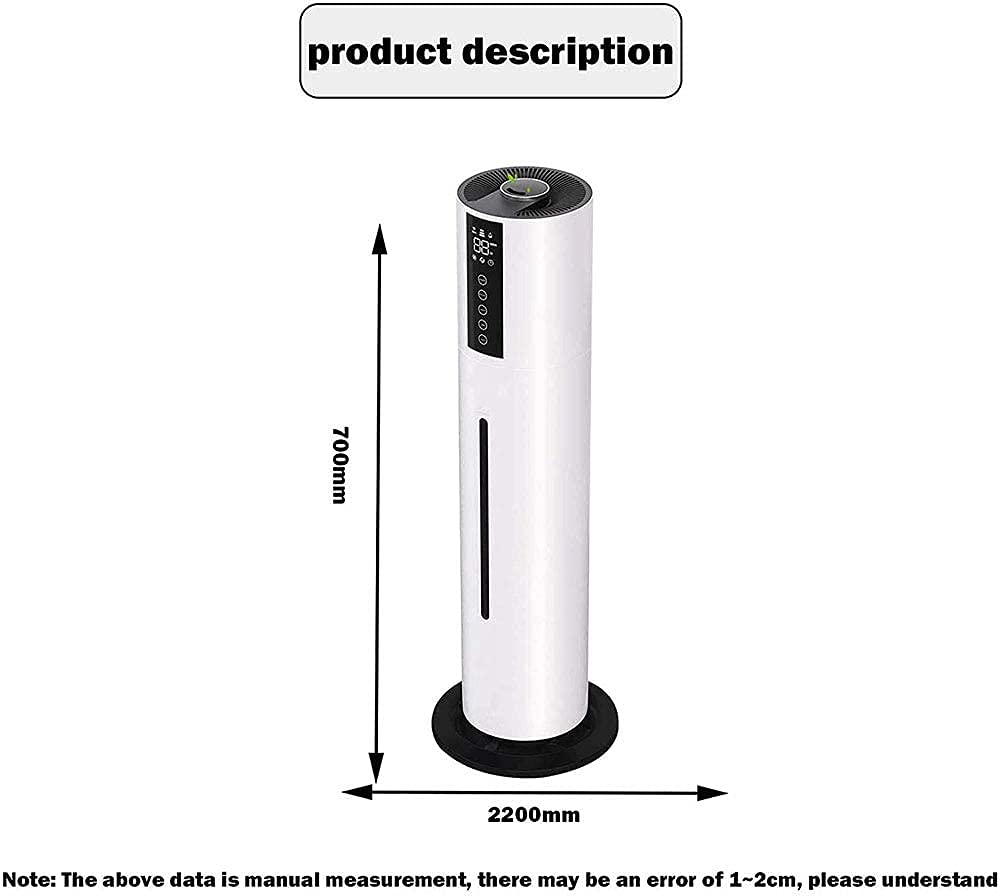 product description
88
700mm
2200mm
Note: The above data is manual measurement, there may be an error of 1~2cm, please understand